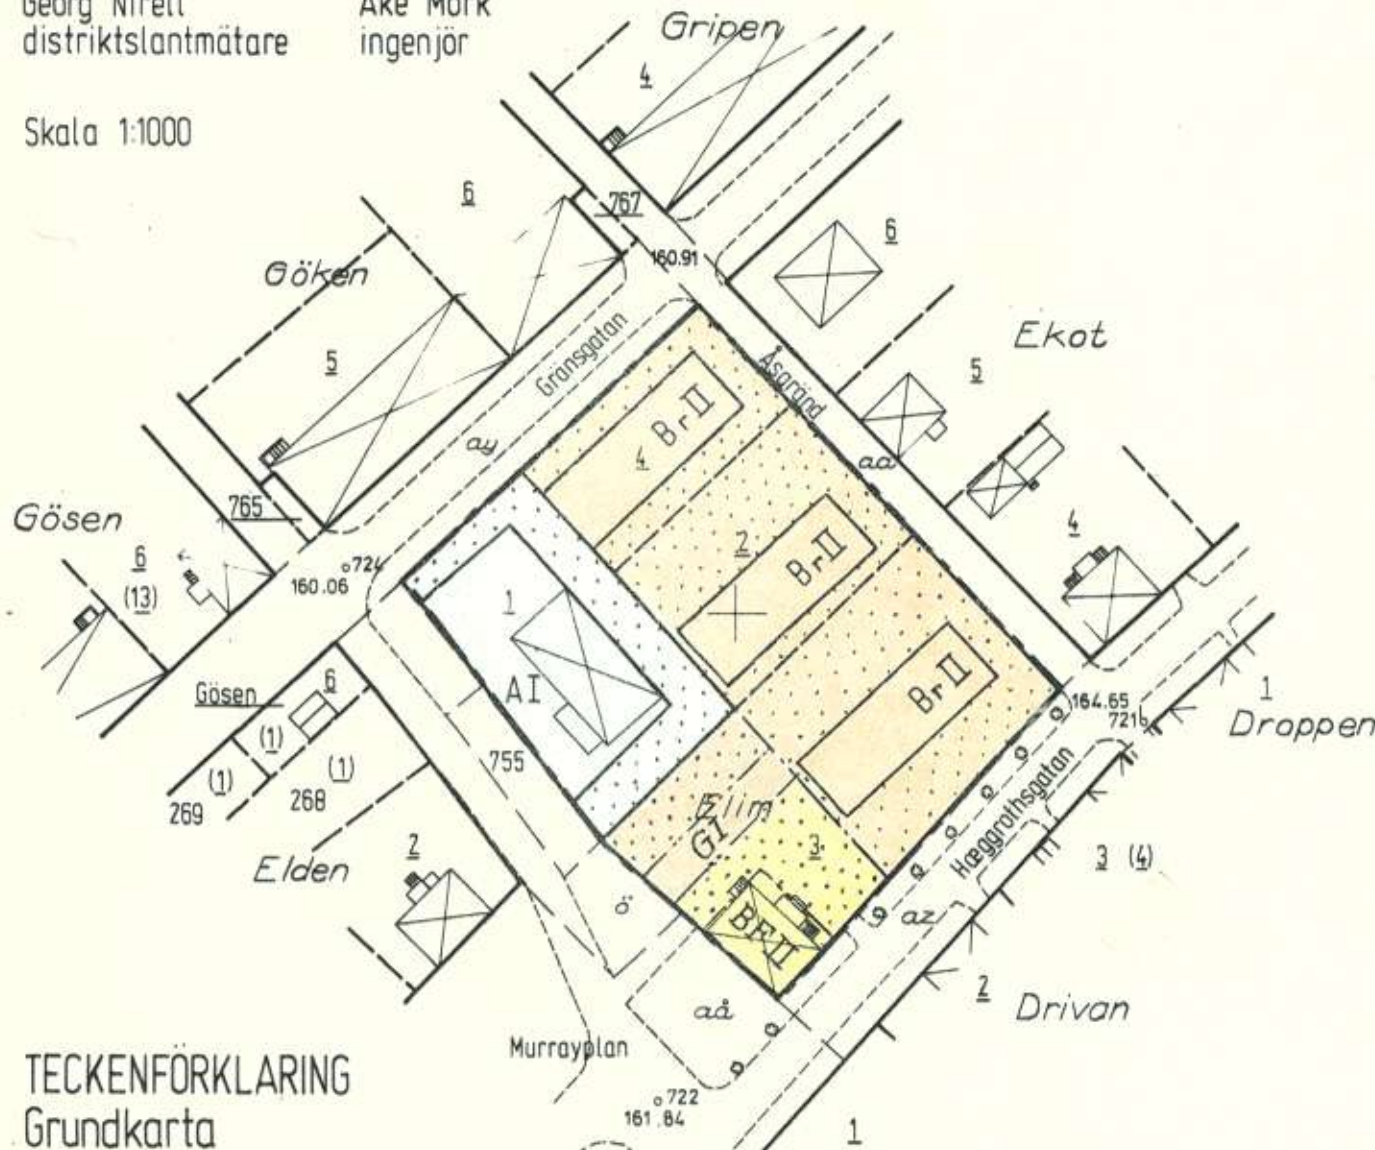 Georg Nirell
distriktslantmätare
Åke Mörk
ingenjör
Skala 1:1000
Gripen
4
6
767
160.91
6
Göken
5
Gränsgatan
Åsgränd
Ekot
5
ay
Br II
4
aå
Gösen
765
6
(13)
724
160.06
4
2
Br II
1
AI
Br II
164.65
721
1
Droppen
Gösen
6
(1)
(1)
(1)
269
268
755
Elim
GI
3
Hæggrothsgatan
3 (4)
Elden
2
ö
BF II
az
2
Drivan
aå
Murrayplan
722
161.84
1
TECKENFÖRKLARING
Grundkarta